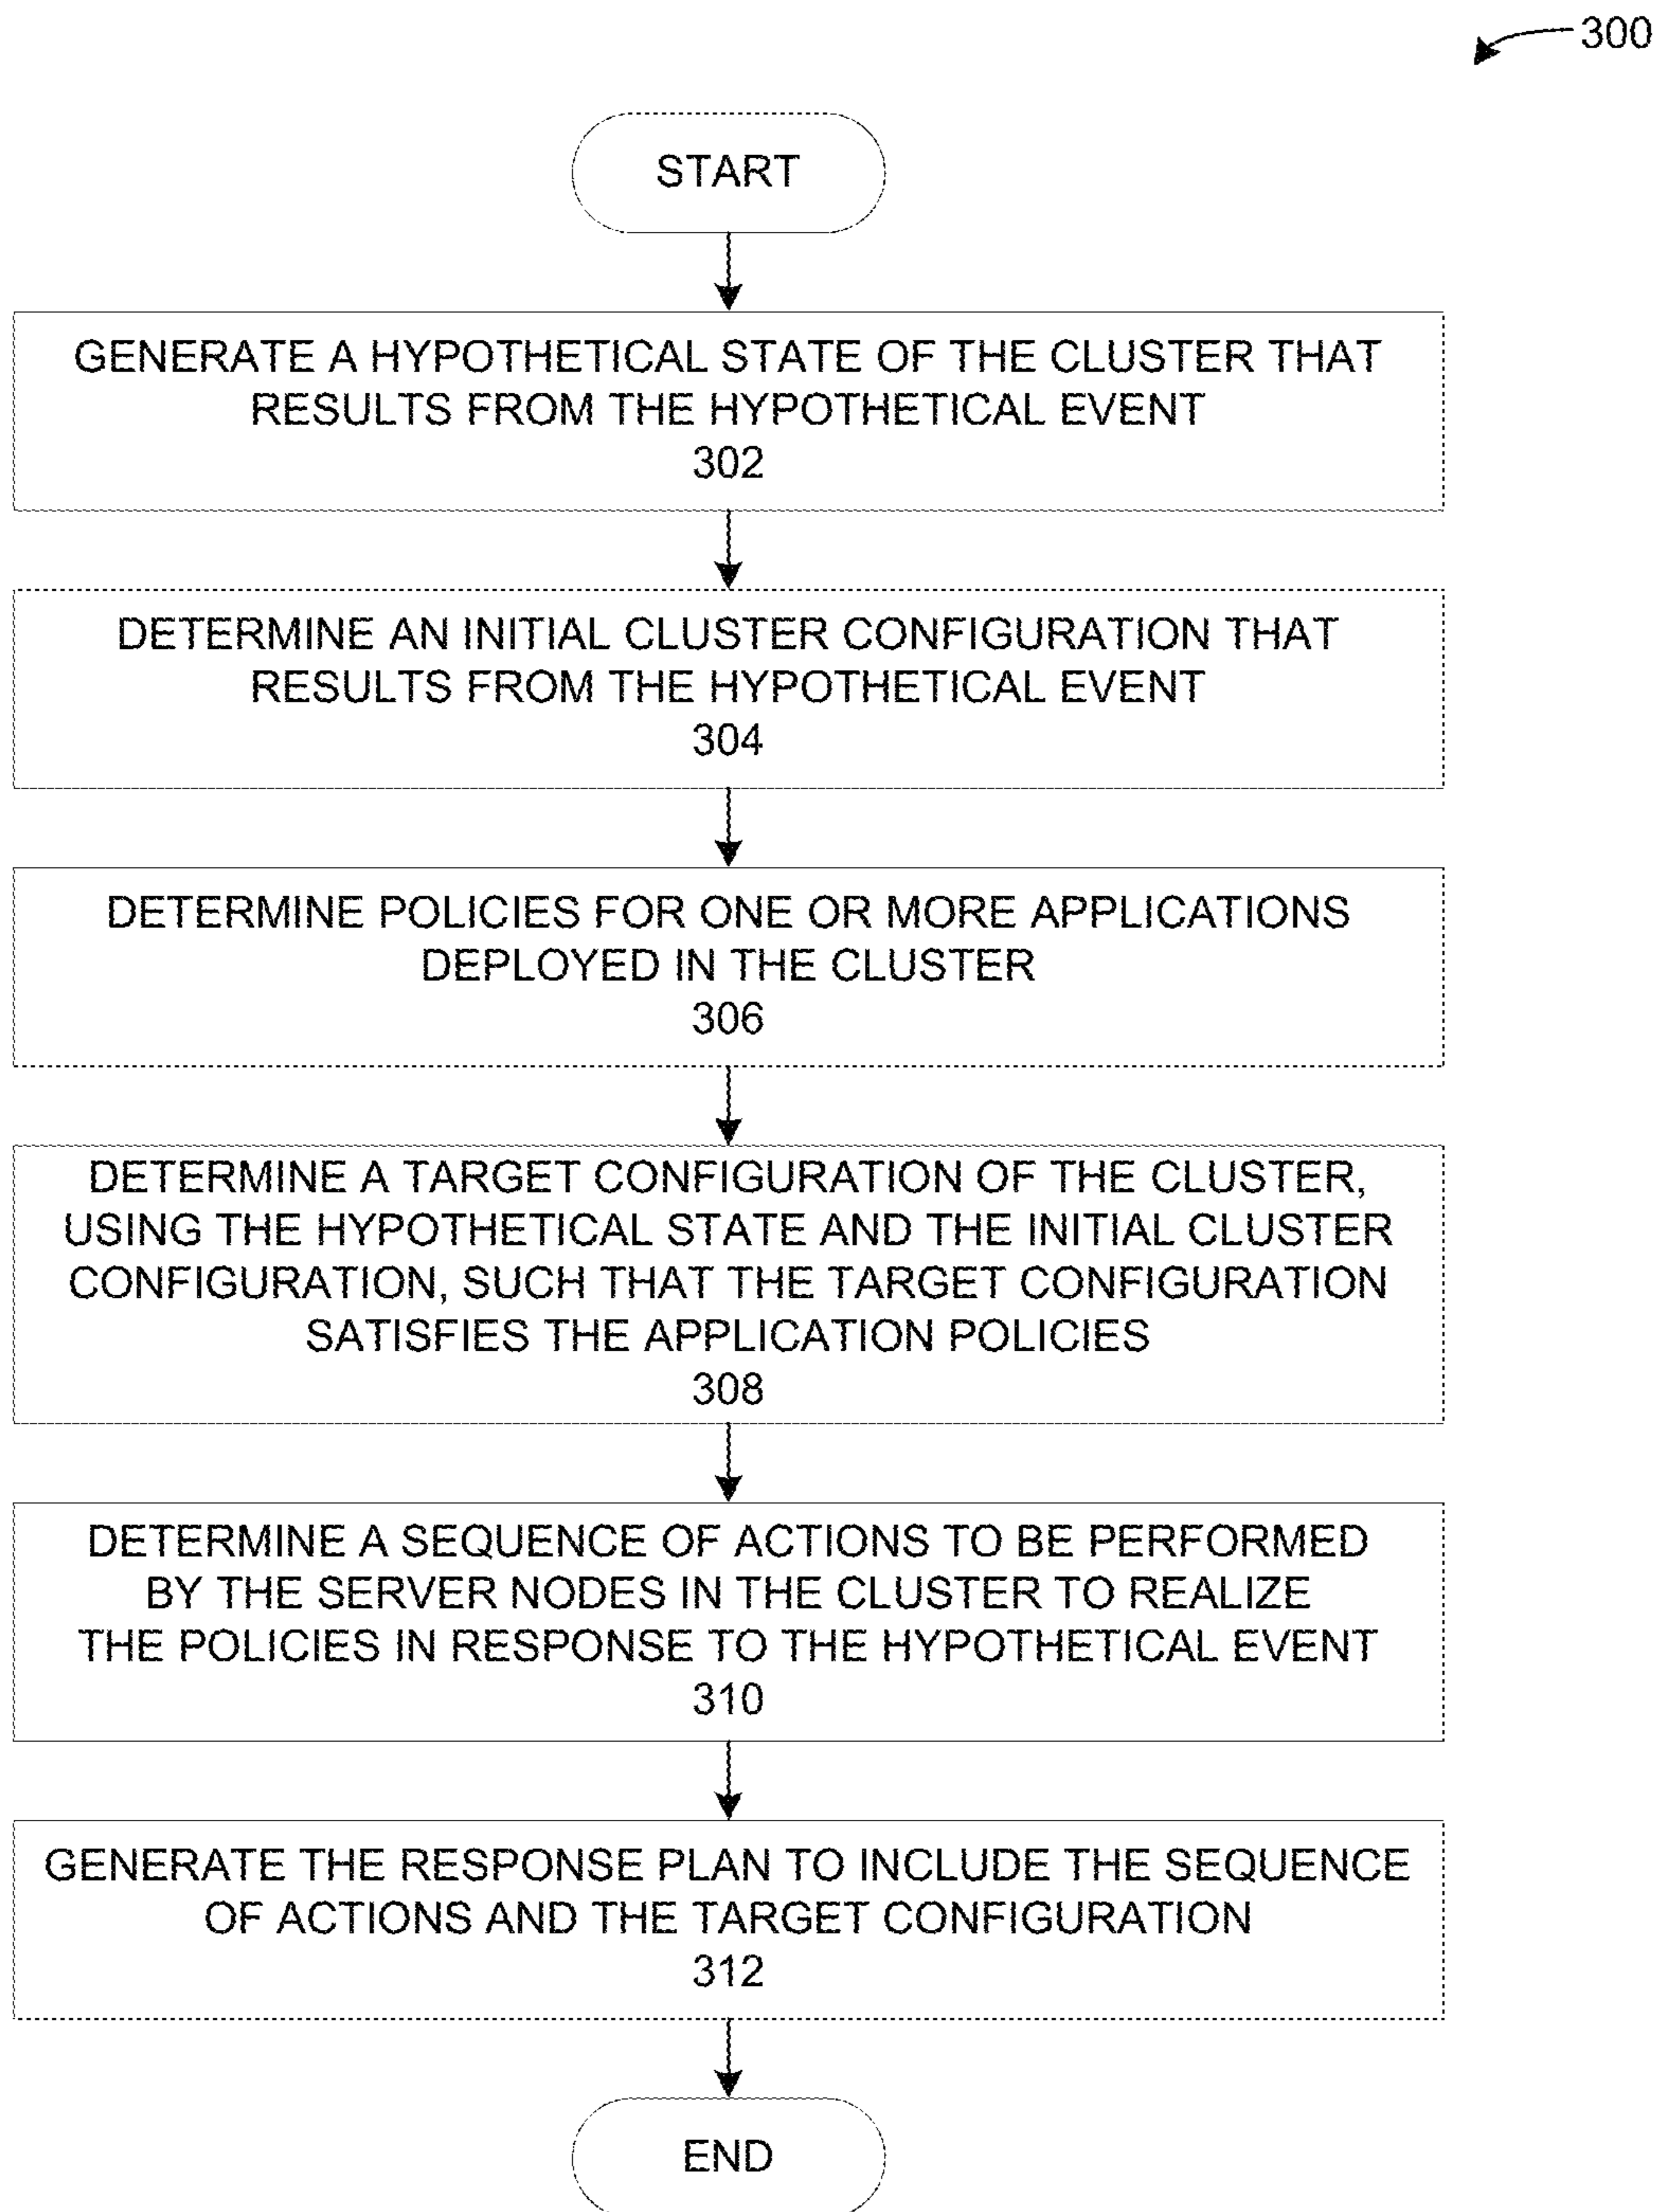 300
START
GENERATE A HYPOTHETICAL STATE OF THE CLUSTER THAT
RESULTS FROM THE HYPOTHETICAL EVENT
302
DETERMINE AN INITIAL CLUSTER CONFIGURATION THAT
RESULTS FROM THE HYPOTHETICAL EVENT
304
DETERMINE POLICIES FOR ONE OR MORE APPLICATIONS
DEPLOYED IN THE CLUSTER
306
DETERMINE A TARGET CONFIGURATION OF THE CLUSTER,
USING THE HYPOTHETICAL STATE AND THE INITIAL CLUSTER
CONFIGURATION, SUCH THAT THE TARGET CONFIGURATION
SATISFIES THE APPLICATION POLICIES
308
DETERMINE A SEQUENCE OF ACTIONS TO BE PERFORMED
BY THE SERVER NODES IN THE CLUSTER TO REALIZE
THE POLICIES IN RESPONSE TO THE HYPOTHETICAL EVENT
310
GENERATE THE RESPONSE PLAN TO INCLUDE THE SEQUENCE
OF ACTIONS AND THE TARGET CONFIGURATION
312
END